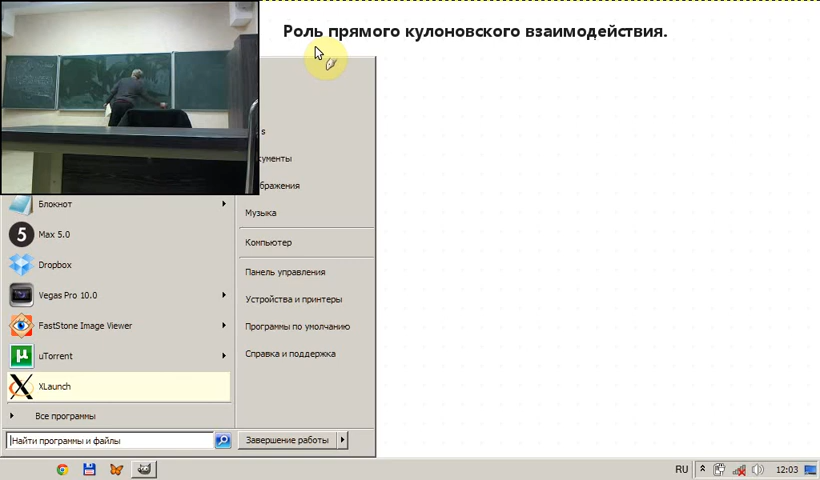 Роль прямого кулоновского взаимодействия.
Блокнот
5 Max 5.0
Dropbox
Vegas Pro 10.0
FastStone Image Viewer
µ uTorrent
X XLaunch
Все программы
Найти программы и файлы
s
кументы
бражения
Музыка
Компьютер
Панель управления
Устройства и принтеры
Программы по умолчанию
Справка и поддержка
Завершение работы
RU
12:03